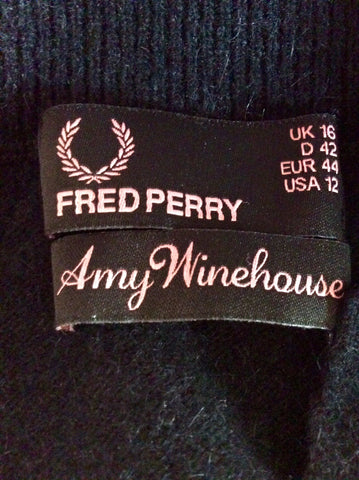 UK 16
D 42
EUR 44
USA 12
FRED PERRY
Amy Winehouse